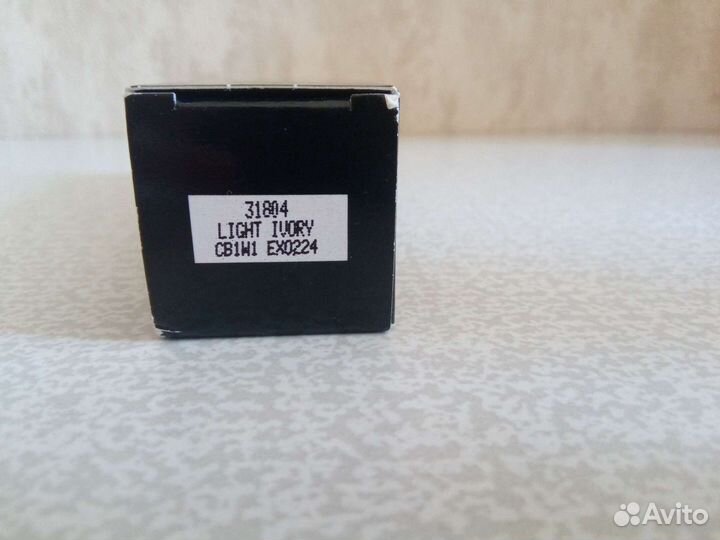 31804
LIGHT IVORY
CB1W1 EX0224
Avito